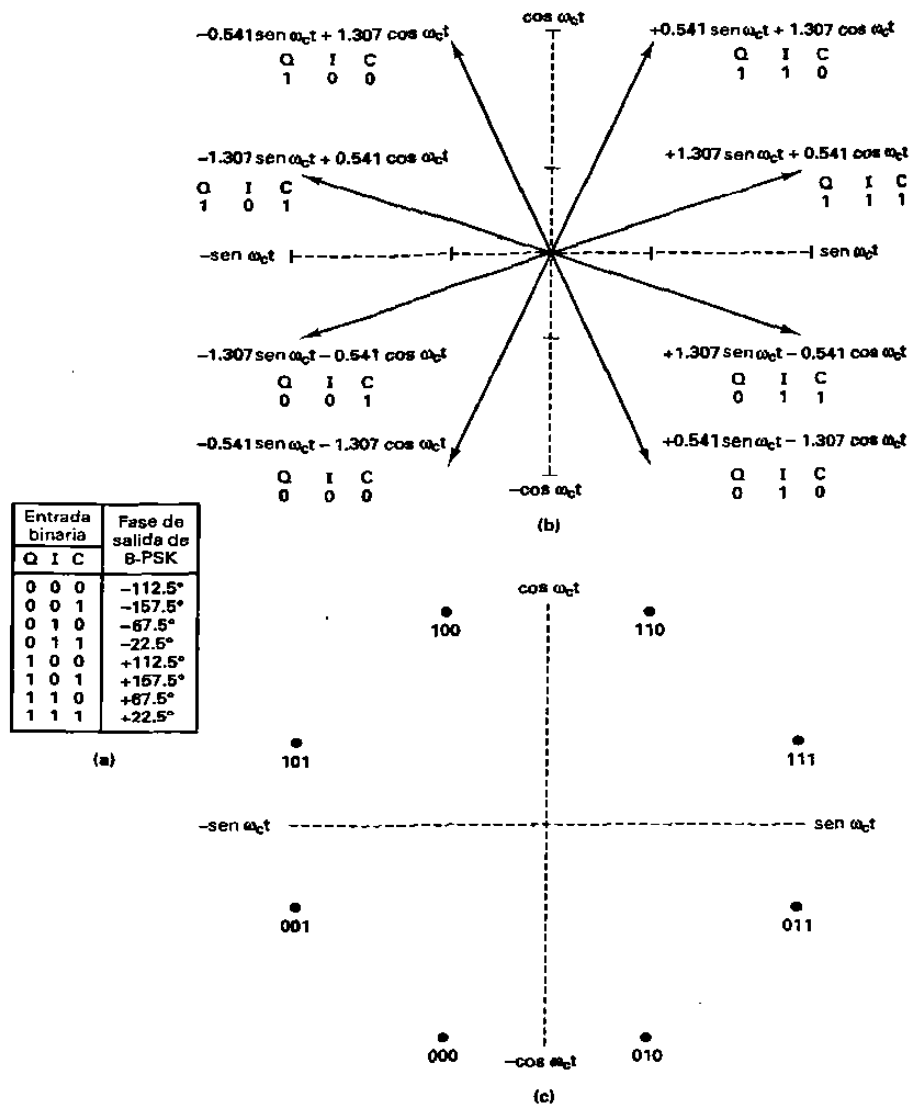 cos ωct
−0.541 sen ωct + 1.307 cos ωct
Q I C
1 0 0
+0.541 sen ωct + 1.307 cos ωct
Q I C
1 1 0
−1.307 sen ωct + 0.541 cos ωct
Q I C
1 0 1
+1.307 sen ωct + 0.541 cos ωct
Q I C
1 1 1
−sen ωct
sen ωct
−1.307 sen ωct − 0.541 cos ωct
Q I C
0 0 1
+1.307 sen ωct − 0.541 cos ωct
Q I C
0 1 1
−0.541 sen ωct − 1.307 cos ωct
Q I C
0 0 0
+0.541 sen ωct − 1.307 cos ωct
Q I C
0 1 0
−cos ωct
(b)
Entrada binaria
Fase de salida de 8-PSK
Q I C
0 0 0 −112.5°
0 0 1 −157.5°
0 1 0 −67.5°
0 1 1 −22.5°
1 0 0 +112.5°
1 0 1 +157.5°
1 1 0 +67.5°
1 1 1 +22.5°
(a)
cos ωct
100
110
101
111
−sen ωct
sen ωct
001
011
000
−cos ωct
010
(c)